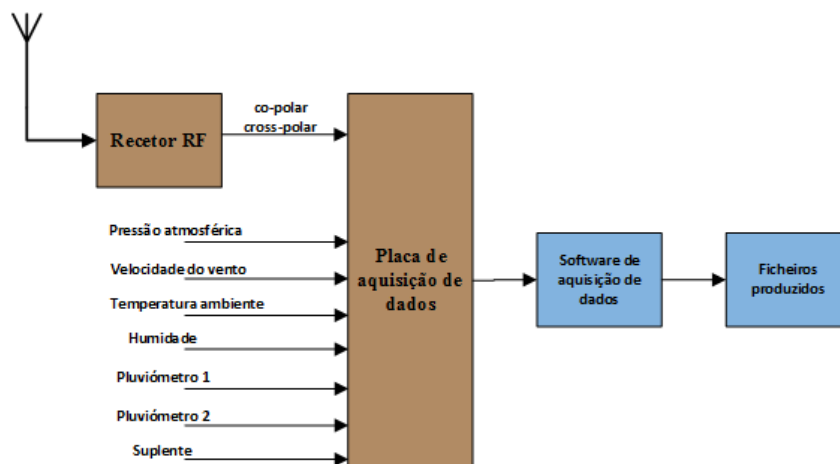 co-polar
cross-polar
Recetor RF
Pressão atmosférica
Velocidade do vento
Temperatura ambiente
Humidade
Pluviómetro 1
Pluviómetro 2
Suplente
Placa de
aquisição de
dados
Software de
aquisição de
dados
Ficheiros
produzidos